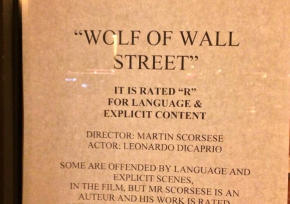 “WOLF OF WALL
STREET”
IT IS RATED “R”
FOR LANGUAGE &
EXPLICIT CONTENT
DIRECTOR: MARTIN SCORSESE
ACTOR: LEONARDO DICAPRIO
SOME ARE OFFENDED BY LANGUAGE AND
EXPLICIT SCENES,
IN THE FILM, BUT MR SCORSESE IS AN
AUTEUR AND HIS WORK IS RATED